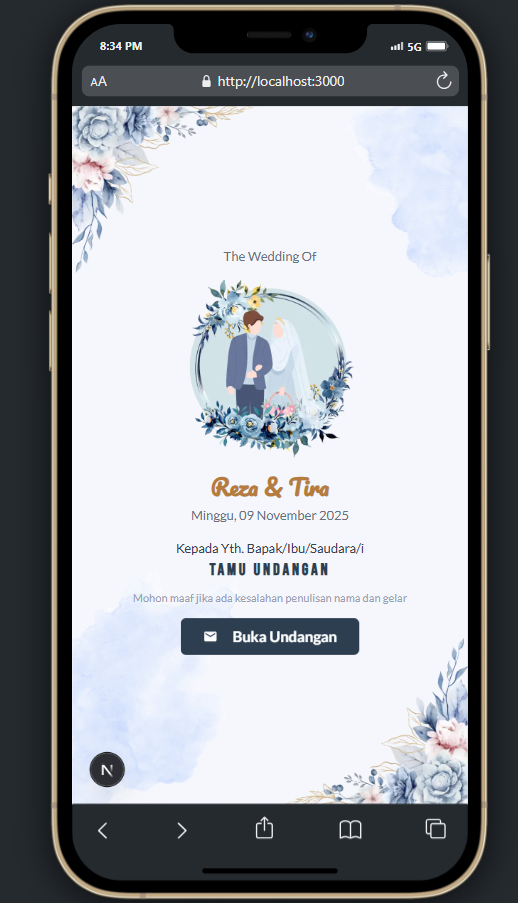 8:34 PM
5G
AA
http://localhost:3000
The Wedding Of
Reza & Tira
Minggu, 09 November 2025
Kepada Yth. Bapak/Ibu/Saudara/i
TAMU UNDANGAN
Mohon maaf jika ada kesalahan penulisan nama dan gelar
Buka Undangan
N